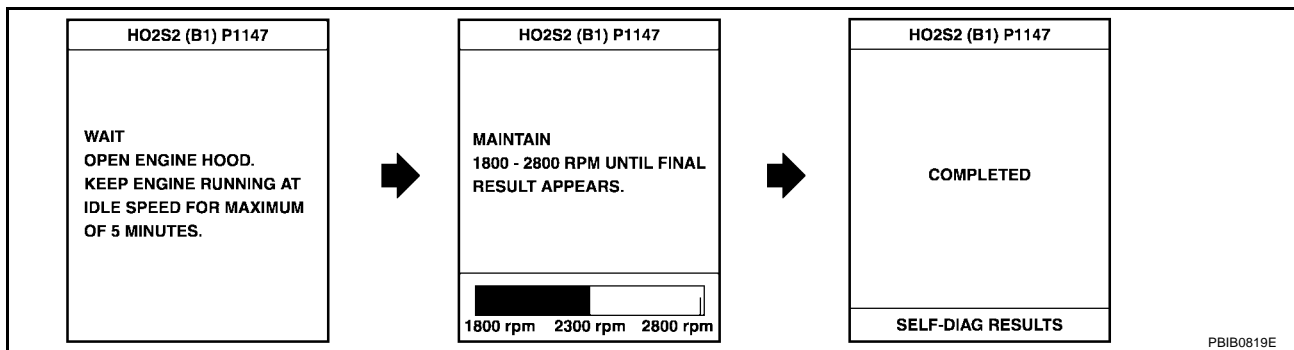 HO2S2 (B1) P1147
WAIT
OPEN ENGINE HOOD.
KEEP ENGINE RUNNING AT
IDLE SPEED FOR MAXIMUM
OF 5 MINUTES.
HO2S2 (B1) P1147
MAINTAIN
1800 - 2800 RPM UNTIL FINAL
RESULT APPEARS.
1800 rpm 2300 rpm 2800 rpm
HO2S2 (B1) P1147
COMPLETED
SELF-DIAG RESULTS
PBIB0819E